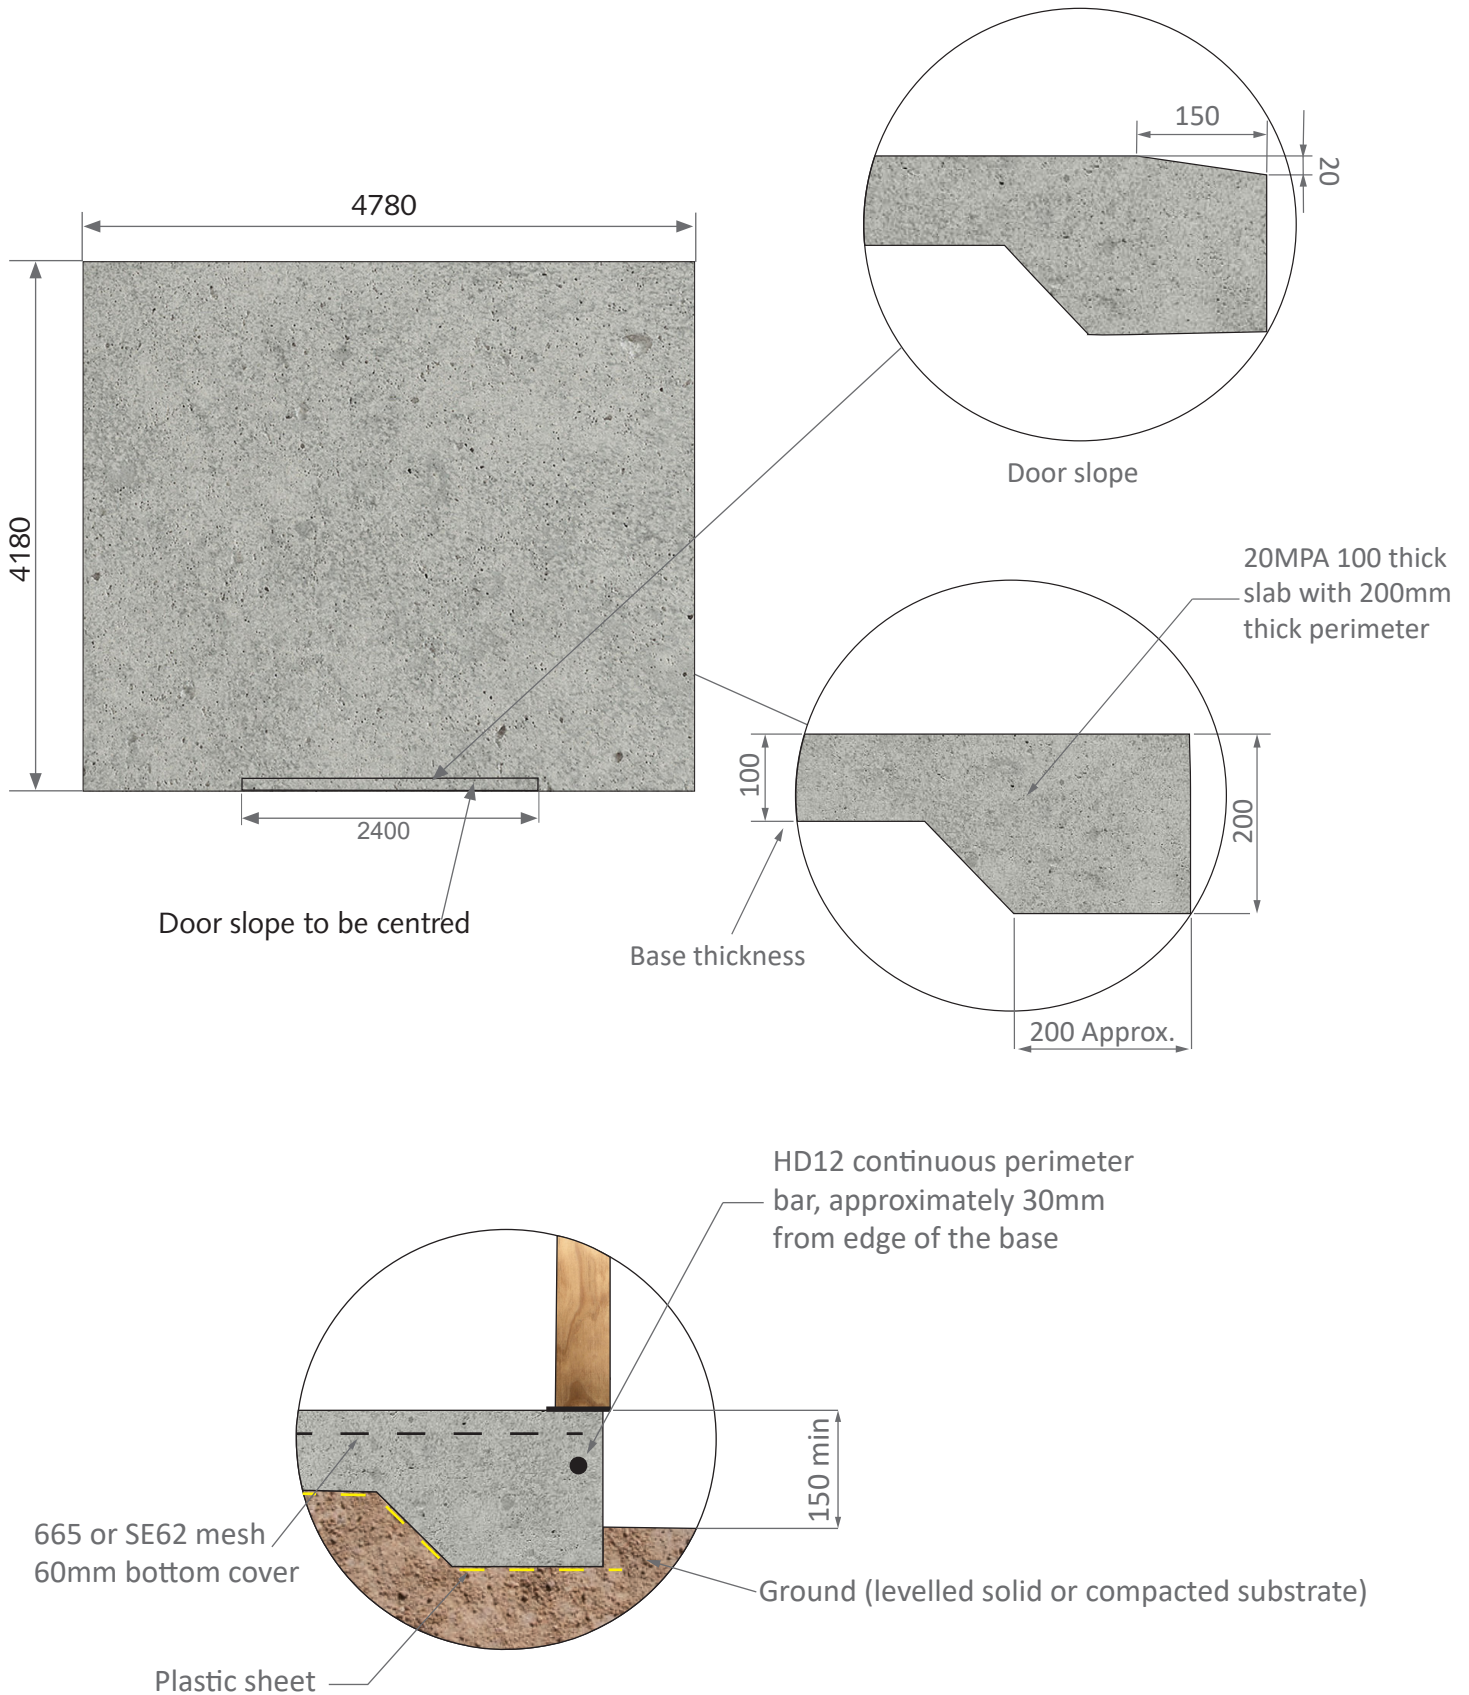 150
20
4780
Door slope
4180
20MPA 100 thick
slab with 200mm
thick perimeter
100
200
2400
Door slope to be centred
Base thickness
200 Approx.
HD12 continuous perimeter
bar, approximately 30mm
from edge of the base
150 min
665 or SE62 mesh
60mm bottom cover
Ground (levelled solid or compacted substrate)
Plastic sheet